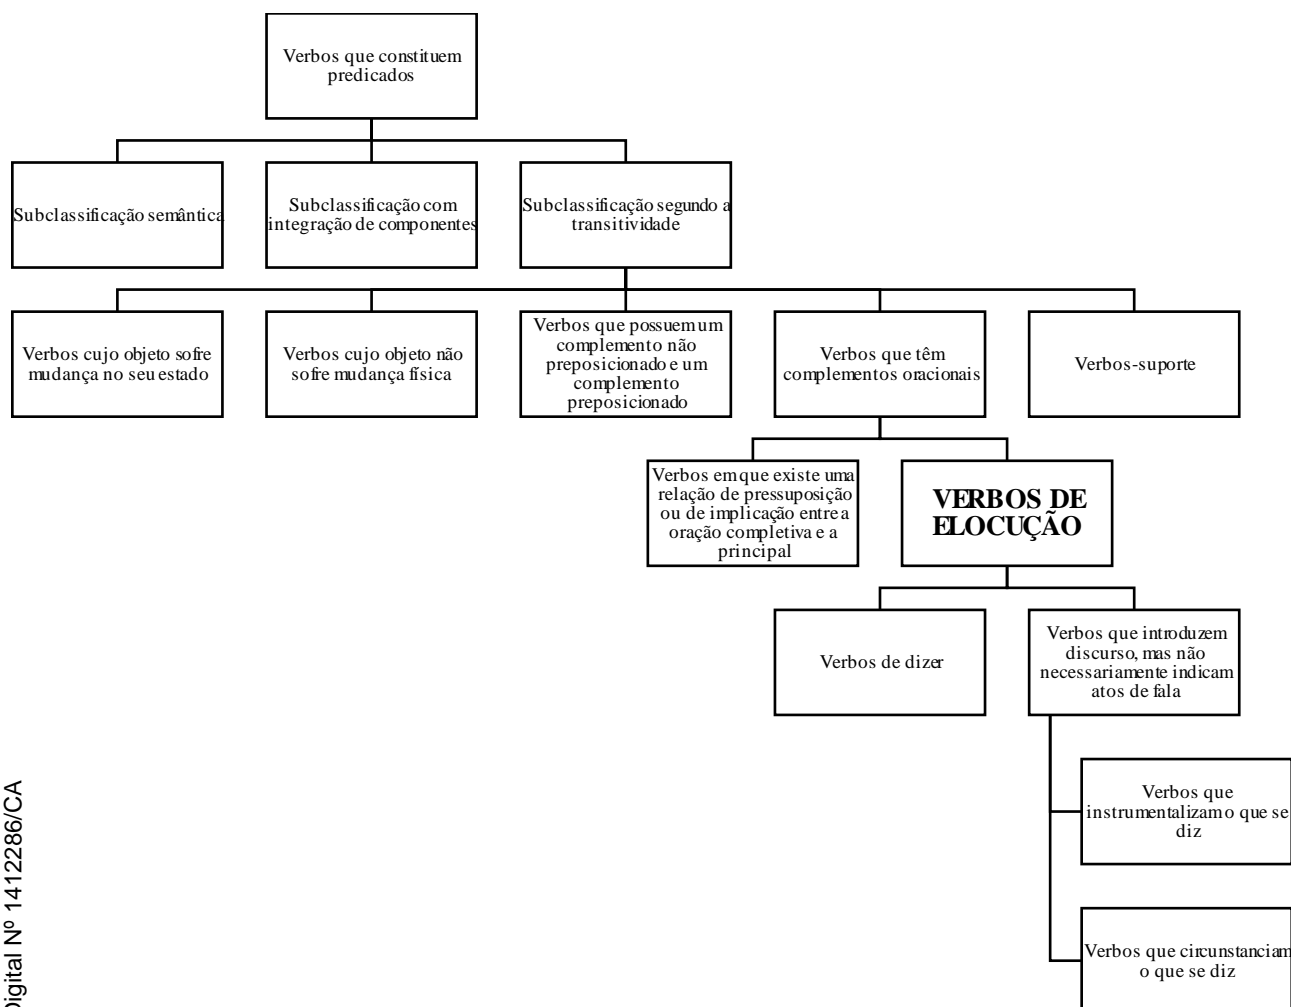 Verbos que constituem
predicados
Subclassificação semântica
Subclassificação com
integração de componentes
Subclassificação segundo a
transitividade
Verbos cujo objeto sofre
mudança no seu estado
Verbos cujo objeto não
sofre mudança física
Verbos que possuem um
complemento não
preposicionado e um
complemento
preposicionado
Verbos que têm
complementos oracionais
Verbos-suporte
Verbos em que existe uma
relação de pressuposição
ou de implicação entre a
oração completiva e a
principal
VERBOS DE
ELOCUÇÃO
Verbos de dizer
Verbos que introduzem
discurso, mas não
necessariamente indicam
atos de fala
Verbos que
instrumentalizam o que se
diz
Verbos que circunstanciam
o que se diz
Digital Nº 1412286/CA